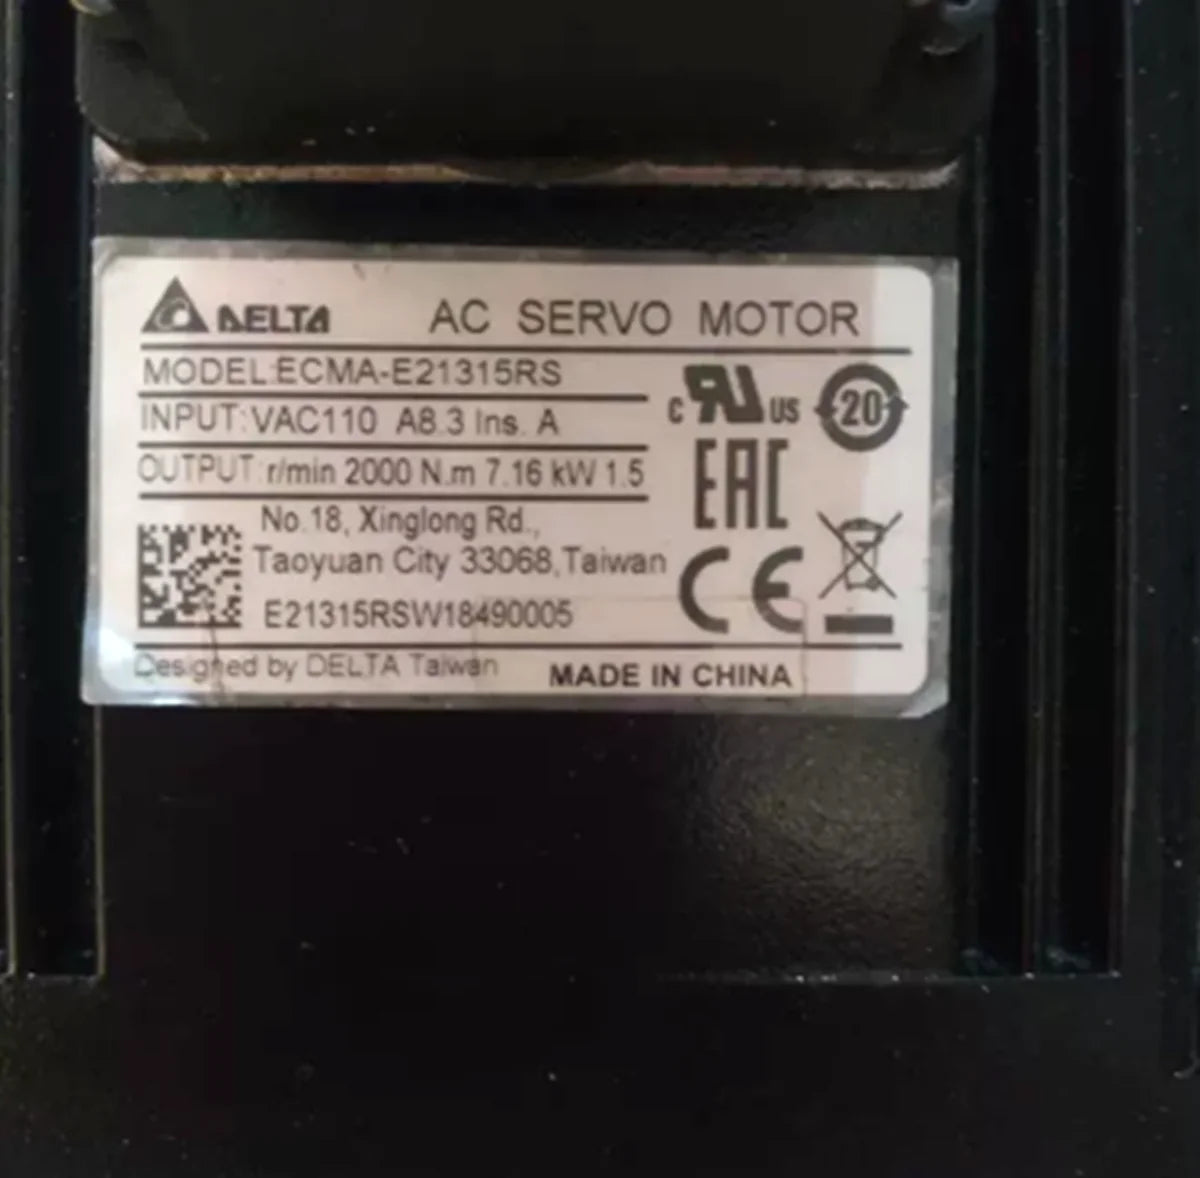 DELTA AC SERVO MOTOR
MODEL:ECMA-E21315RS
INPUT:VAC110 A8.3 Ins. A
OUTPUT:r/min 2000 N.m 7.16 kW 1.5
c RU US 20
EAC
No.18, Xinglong Rd.,
Taoyuan City 33068,Taiwan
CE
E21315RSW18490005
Designed by DELTA Taiwan MADE IN CHINA